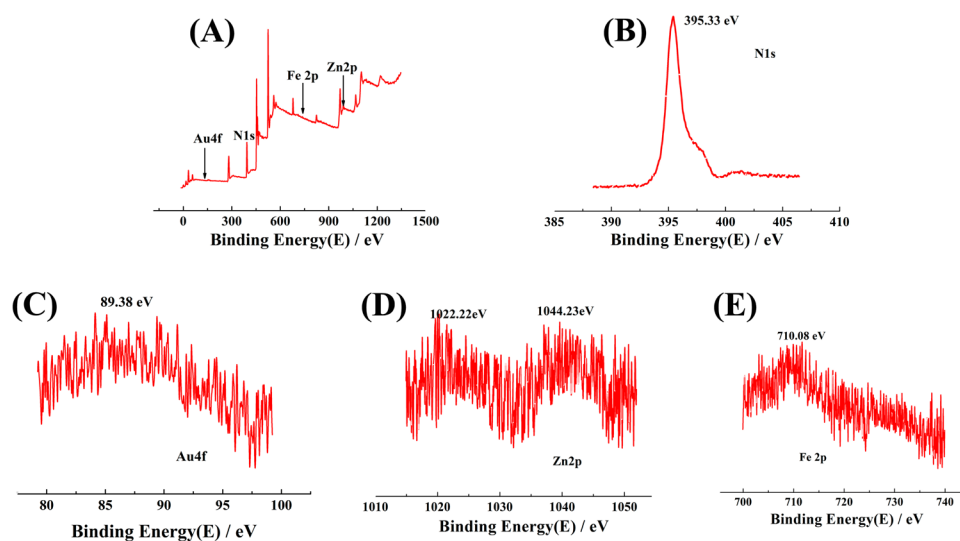 (A)
Au4f
N1s
Fe 2p
Zn2p
0 300 600 900 1200 1500
Binding Energy(E) / eV
(B)
395.33 eV
N1s
385 390 395 400 405 410
Binding Energy(E) / eV
(C)
89.38 eV
Au4f
80 85 90 95 100
Binding Energy(E) / eV
(D)
1022.22eV
1044.23eV
Zn2p
1010 1020 1030 1040 1050
Binding Energy(E) / eV
(E)
710.08 eV
Fe 2p
700 710 720 730 740
Binding Energy(E) / eV